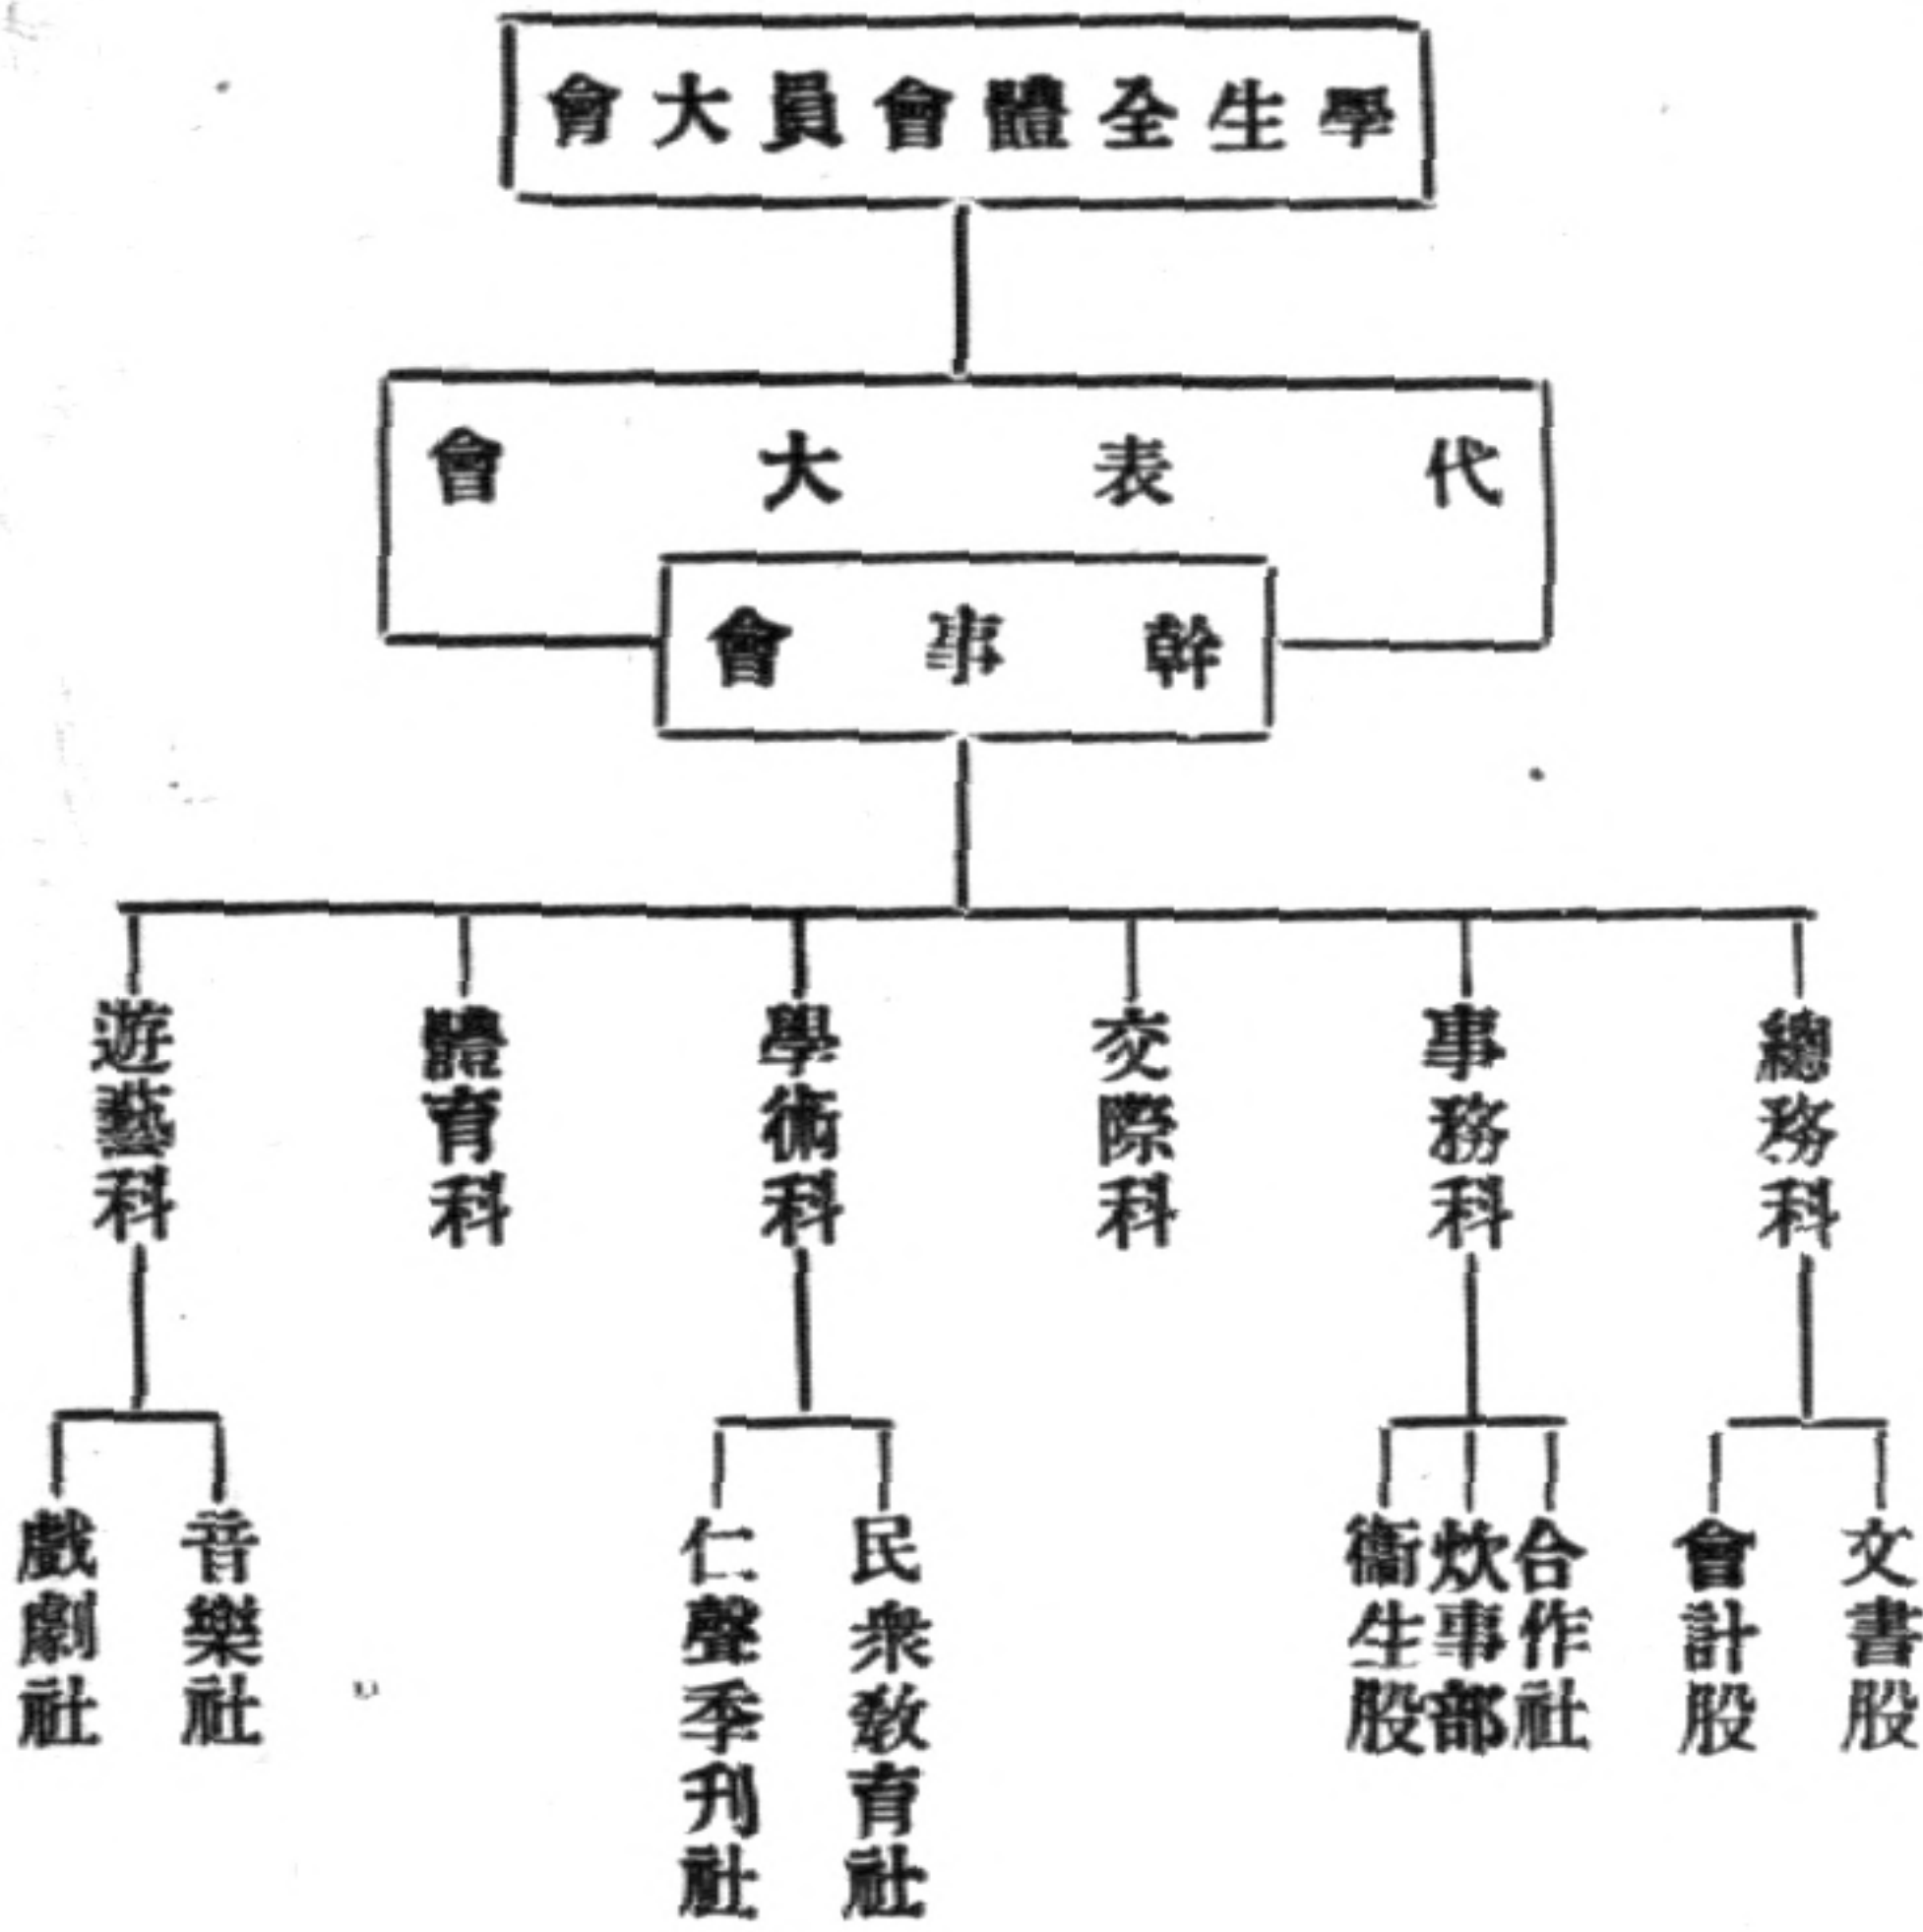 學生全體會員大會
代表大會
幹事會
總務科
事務科
交際科
學術科
體育科
遊藝科
文書股
會計股
合作社
炊事部
衞生股
民衆敎育社
仁聲季刋社
音樂社
戲劇社